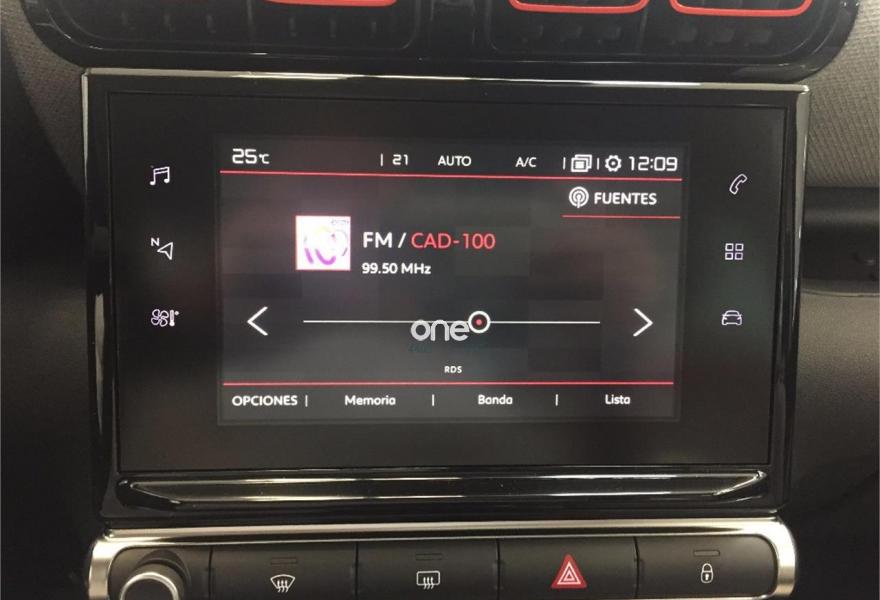 25°C | 21 AUTO A/C | | 12:09
FUENTES
FM / CAD-100
99.50 MHz
N
one
RDS
OPCIONES | Memoria | Banda | Lista